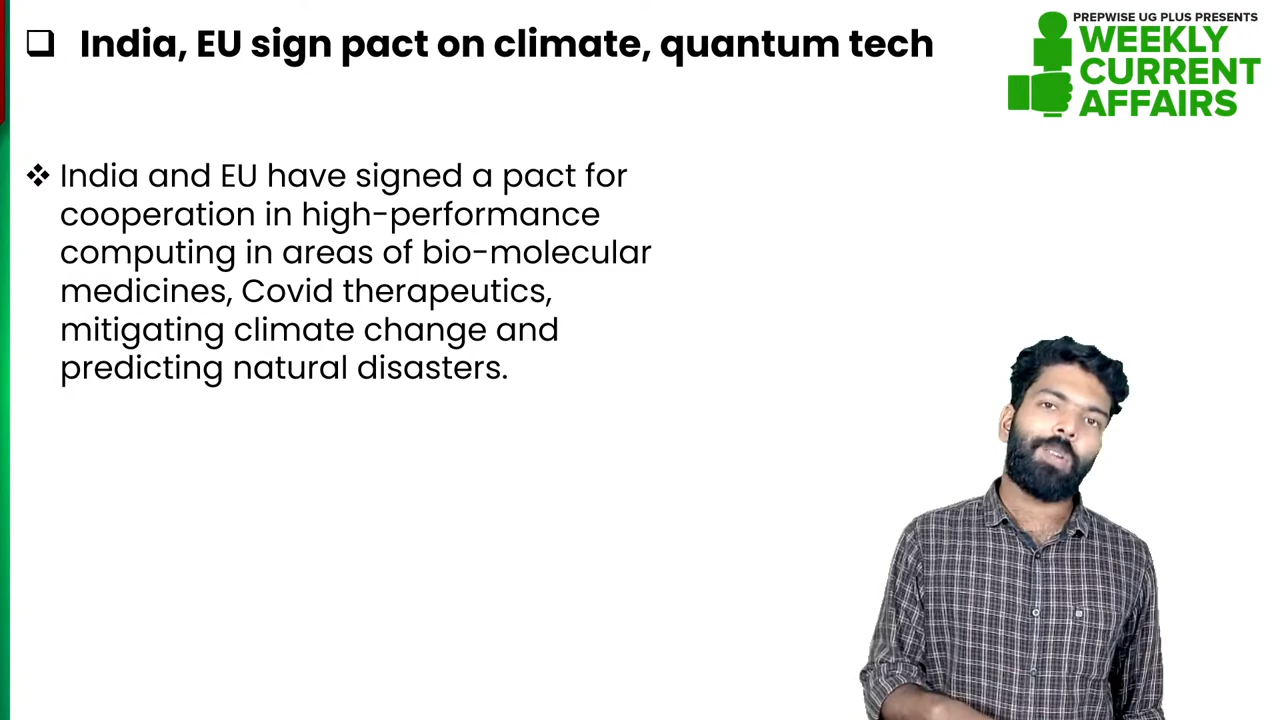 India, EU sign pact on climate, quantum tech
PREPWISE UG PLUS PRESENTS
WEEKLY
CURRENT
AFFAIRS
India and EU have signed a pact for
cooperation in high-performance
computing in areas of bio-molecular
medicines, Covid therapeutics,
mitigating climate change and
predicting natural disasters.